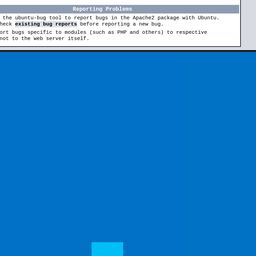 Reporting Problems
the ubuntu-bug tool to report bugs in the Apache2 package with Ubuntu.
heck existing bug reports before reporting a new bug.
ort bugs specific to modules (such as PHP and others) to respective
not to the web server itself.